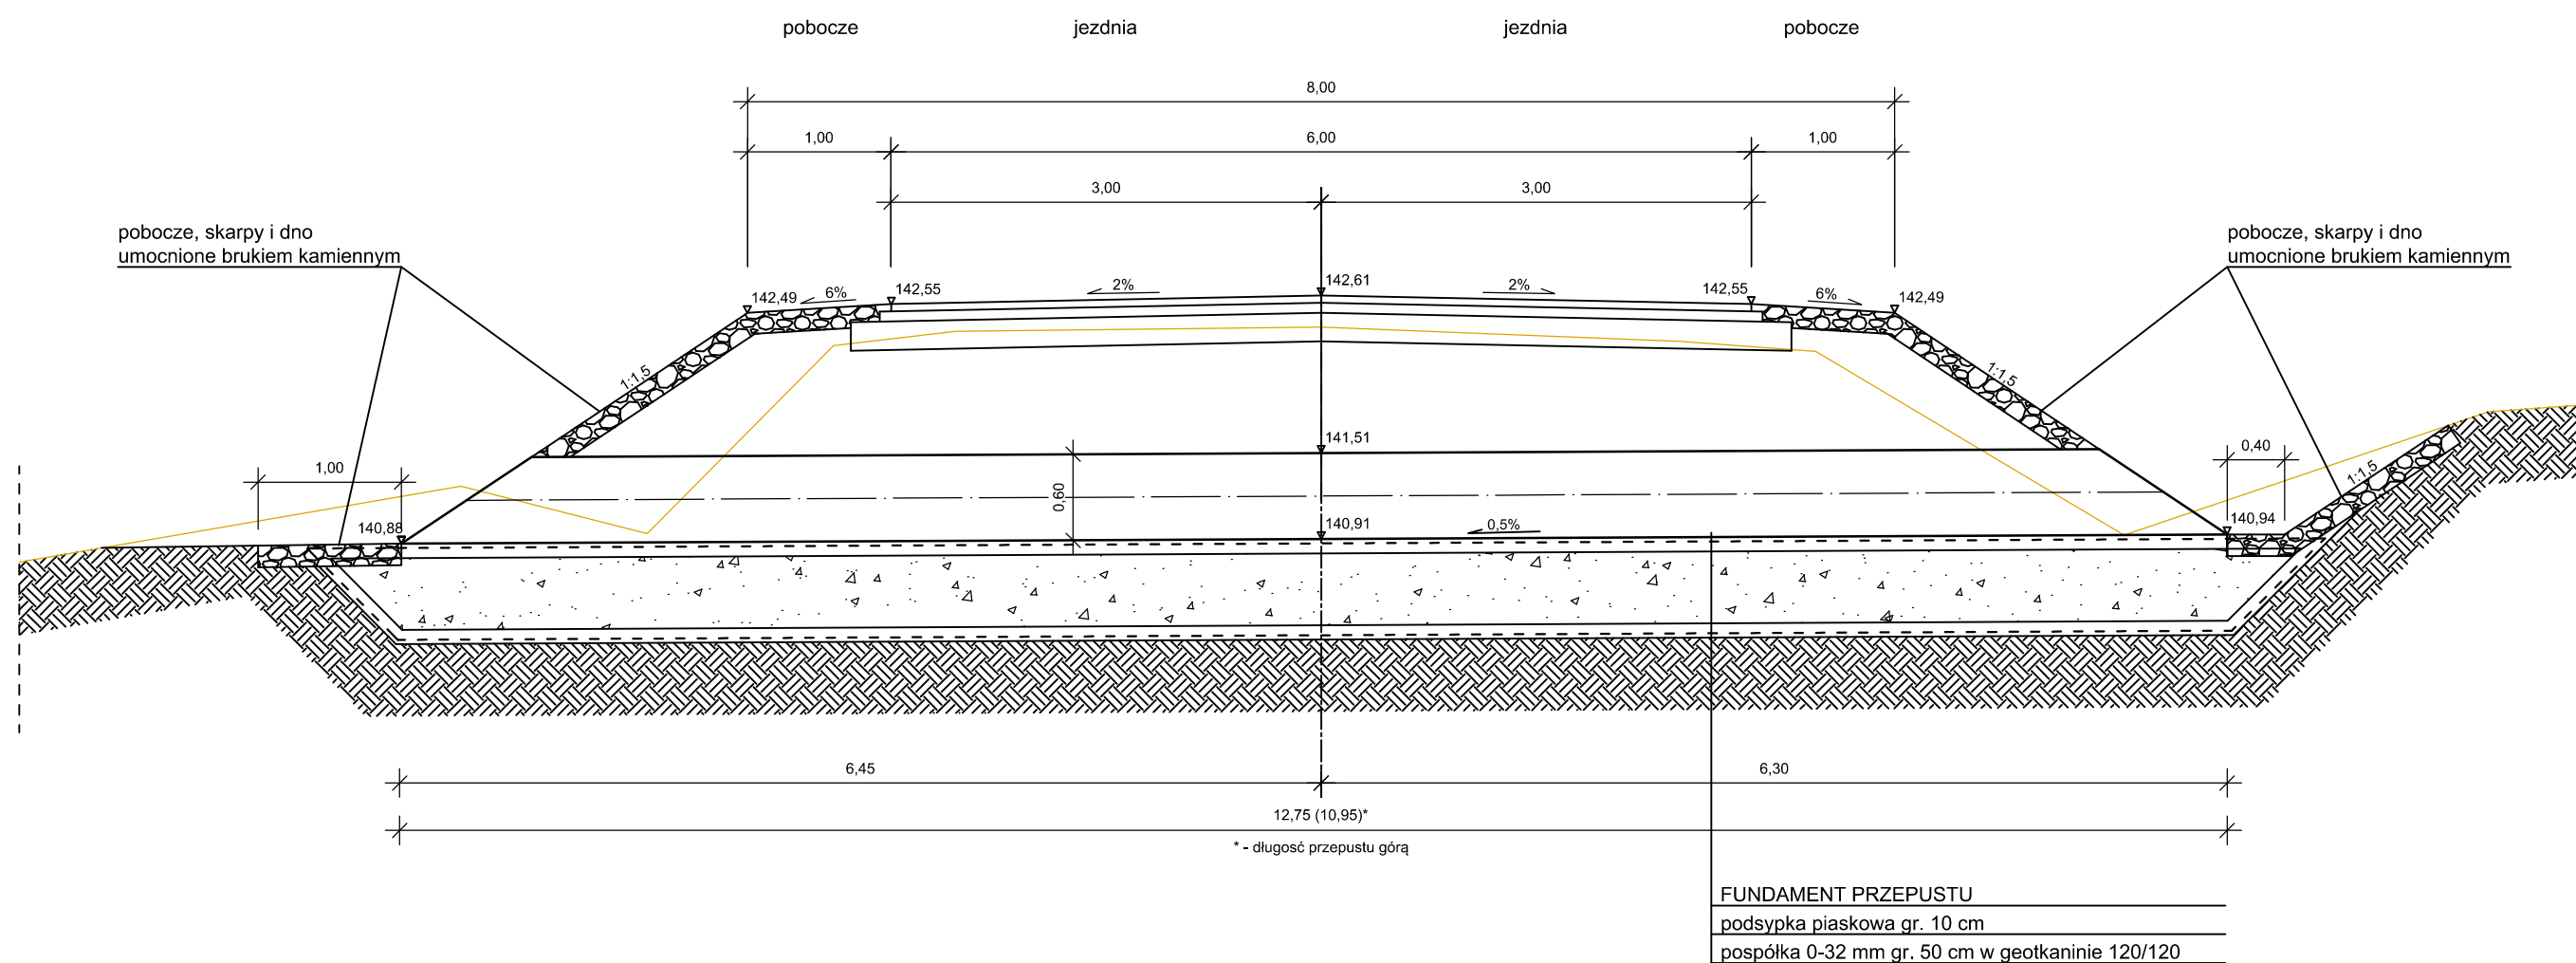 pobocze jezdnia jezdnia pobocze
8,00
1,00 6,00 1,00
3,00 3,00
pobocze, skarpy i dno
umocnione brukiem kamiennym
pobocze, skarpy i dno
umocnione brukiem kamiennym
142,49 6% 142,55 2% 142,61 2% 142,55 6% 142,49
1:1,5 1:1,5
141,51
1,00 0,60 0,40
1:1,5
140,88 140,91 0,5% 140,94
6,45 6,30
12,75 (10,95)*
* - długość przepustu górą
FUNDAMENT PRZEPUSTU
podsypka piaskowa gr. 10 cm
pospółka 0-32 mm gr. 50 cm w geotkaninie 120/120